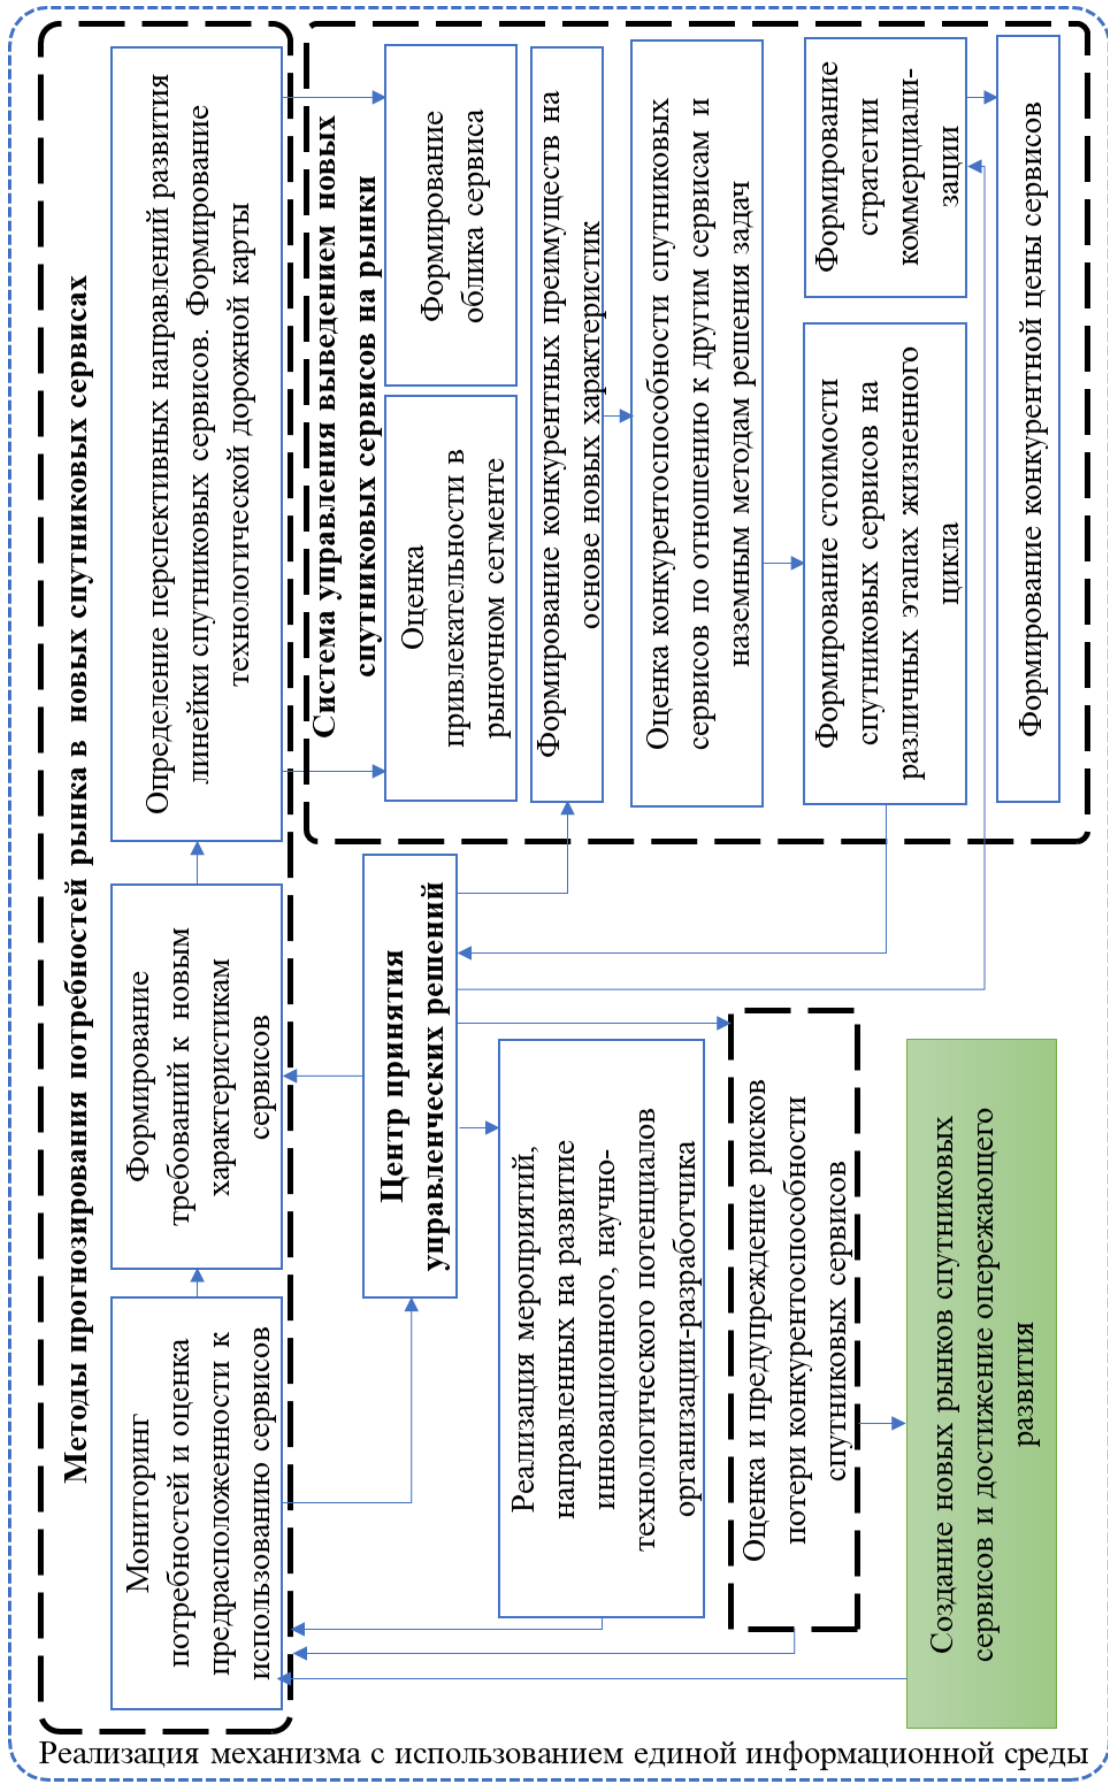 Методы прогнозирования потребностей рынка в новых спутниковых сервисах
Мониторинг
потребностей и оценка
предрасположенности к
использованию сервисов
Формирование
требований к новым
характеристикам
сервисов
Определение перспективных направлений развития
линейки спутниковых сервисов. Формирование
технологической дорожной карты
Центр принятия
управленческих решений
Система управления выведением новых
спутниковых сервисов на рынки
Оценка
привлекательности в
рыночном сегменте
Формирование
облика сервиса
Формирование конкурентных преимуществ на
основе новых характеристик
Оценка конкурентоспособности спутниковых
сервисов по отношению к другим сервисам и
наземным методам решения задач
Формирование стоимости
спутниковых сервисов на
различных этапах жизненного
цикла
Формирование
стратегии
коммерциали-
зации
Формирование конкурентной цены сервисов
Реализация мероприятий,
направленных на развитие
инновационного, научно-
технологического потенциалов
организации-разработчика
Оценка и предупреждение рисков
потери конкурентоспособности
спутниковых сервисов
Создание новых рынков спутниковых
сервисов и достижение опережающего
развития
Реализация механизма с использованием единой информационной среды